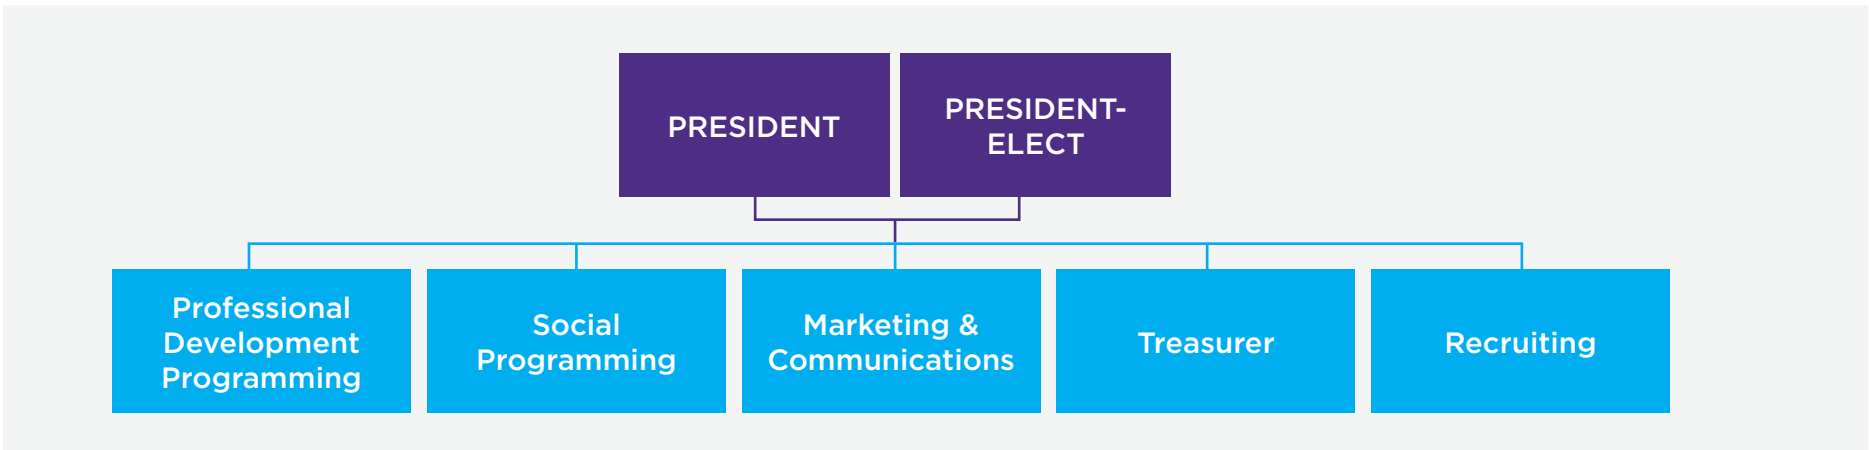 PRESIDENT
PRESIDENT-
ELECT
Professional
Development
Programming
Social
Programming
Marketing &
Communications
Treasurer
Recruiting